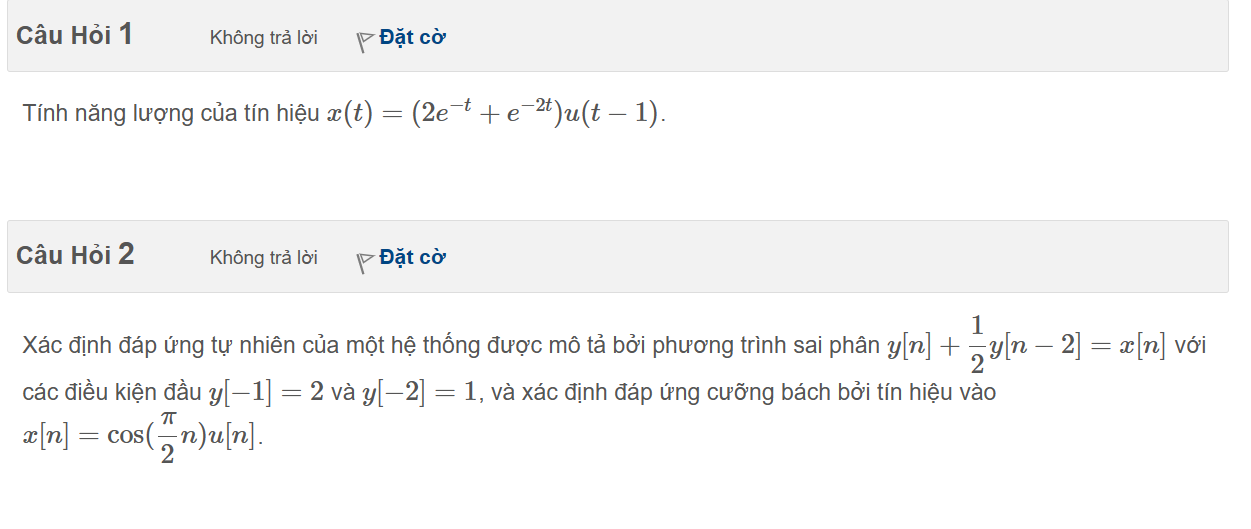 Câu Hỏi 1 Không trả lời Đặt cờ
Tính năng lượng của tín hiệu x(t) = (2e^{-t} + e^{-2t})u(t − 1).
Câu Hỏi 2 Không trả lời Đặt cờ
Xác định đáp ứng tự nhiên của một hệ thống được mô tả bởi phương trình sai phân y[n] + \frac{1}{2}y[n − 2] = x[n] với
các điều kiện đầu y[−1] = 2 và y[−2] = 1, và xác định đáp ứng cưỡng bách bởi tín hiệu vào
x[n] = cos(\frac{π}{2}n)u[n].